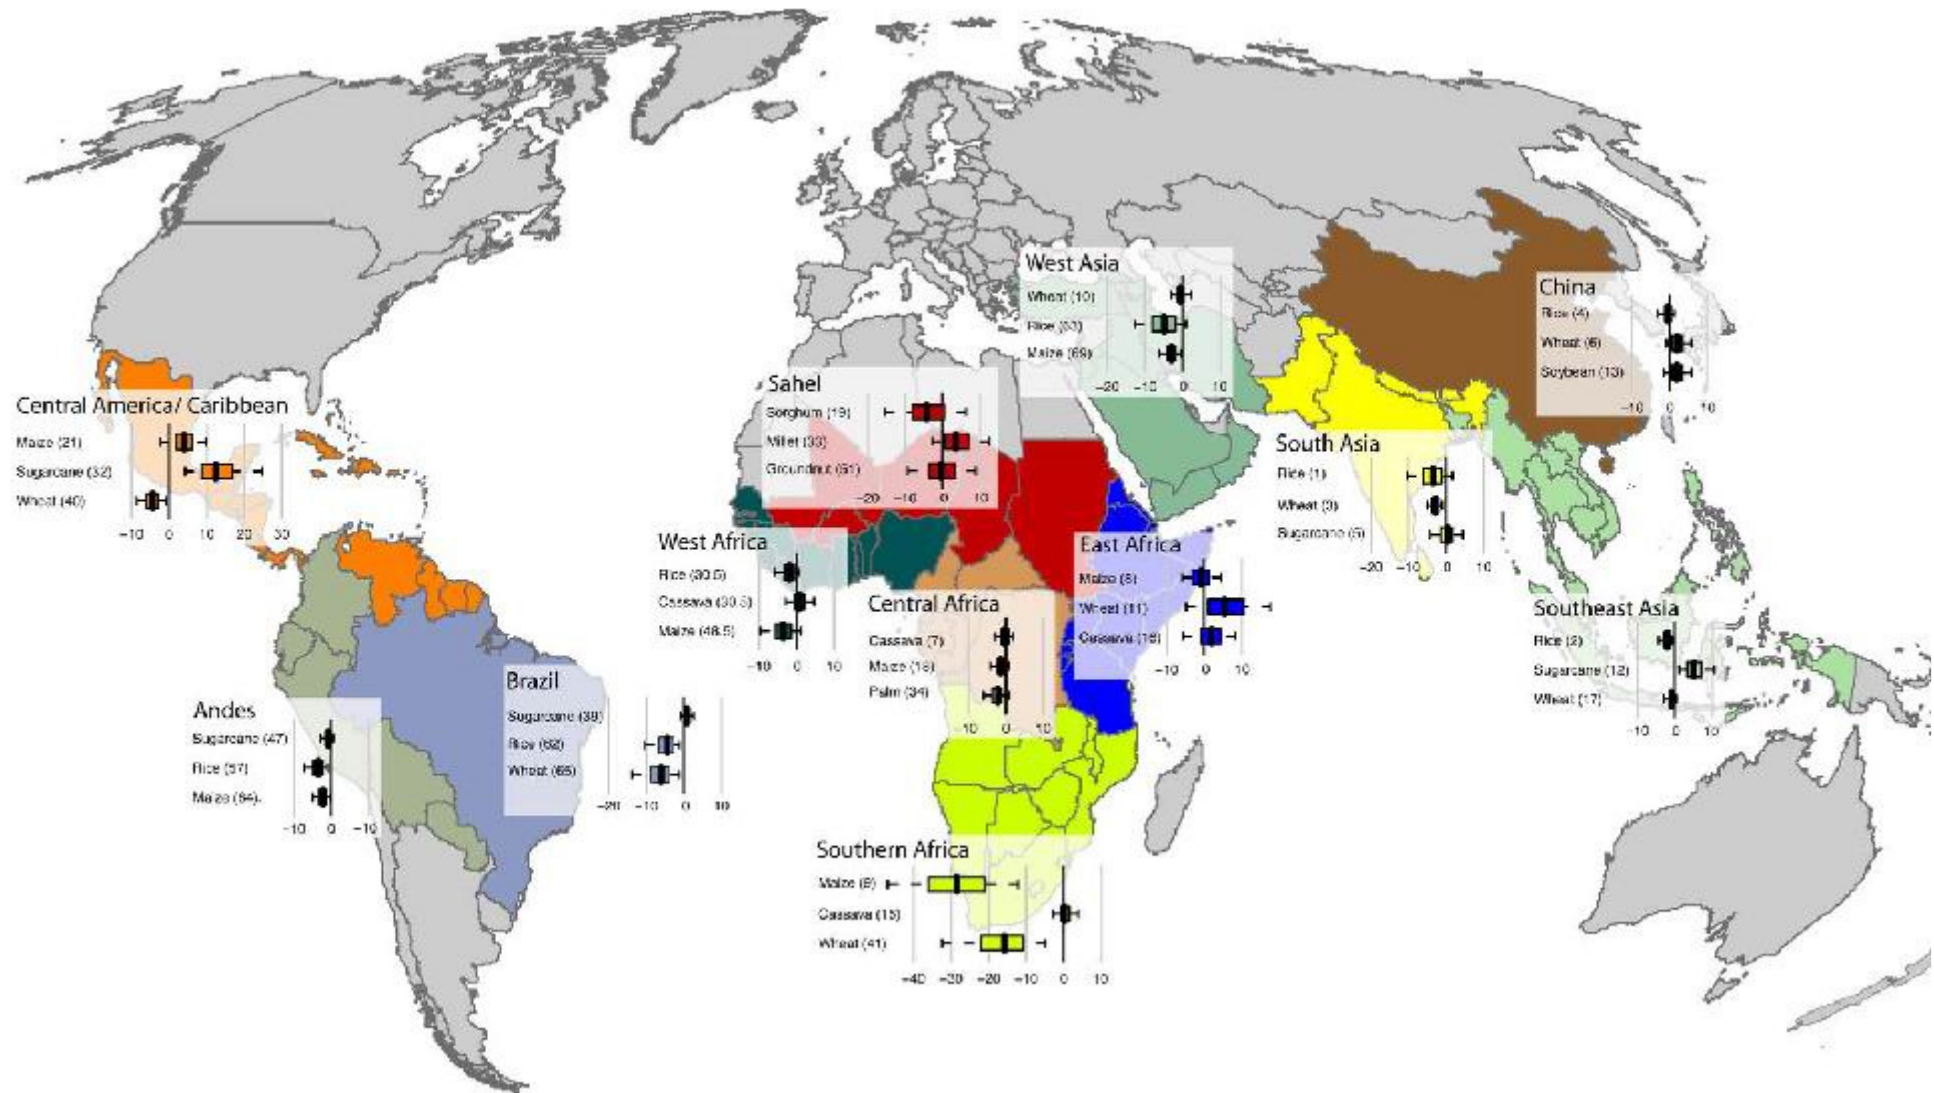 West Asia
Wheat (10)
Rice (63)
Maize (69)
−20 −10 0 10
China
Rice (4)
Wheat (6)
Soybean (13)
−10 0 10
Sahel
Sorghum (19)
Millet (33)
Groundnut (51)
−20 −10 0 10
Central America/ Caribbean
Maize (21)
Sugarcane (32)
Wheat (40)
−10 0 10 20 30
South Asia
Rice (1)
Wheat (3)
Sugarcane (5)
−20 −10 0 10
West Africa
Rice (30.5)
Cassava (30.5)
Maize (48.5)
−10 0 10
East Africa
Maize (8)
Wheat (11)
Cassava (16)
−10 0 10
Central Africa
Cassava (7)
Maize (18)
Palm (34)
−10 0 10
Southeast Asia
Rice (2)
Sugarcane (12)
Wheat (17)
−10 0 10
Brazil
Sugarcane (39)
Rice (62)
Wheat (65)
−20 −10 0 10
Andes
Sugarcane (47)
Rice (57)
Maize (64)
−10 0 −10
Southern Africa
Maize (9)
Cassava (15)
Wheat (41)
−40 −30 −20 −10 0 10